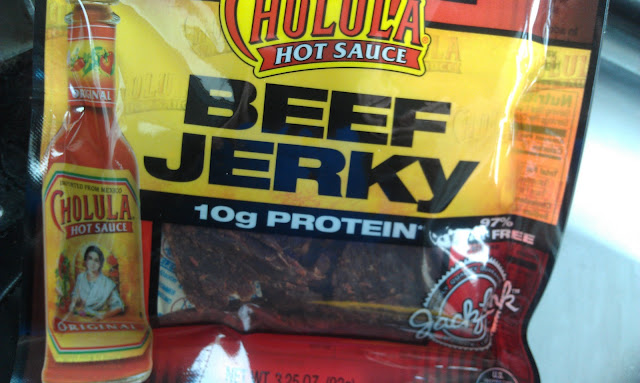 CHOLULA
HOT SAUCE
BEEF
JERKY
10g PROTEIN*
97%
FREE
ORIGINAL
IMPORTED FROM MEXICO
CHOLULA
HOT SAUCE
ORIGINAL
jack link
NET WT 3.25 OZ
U.S.